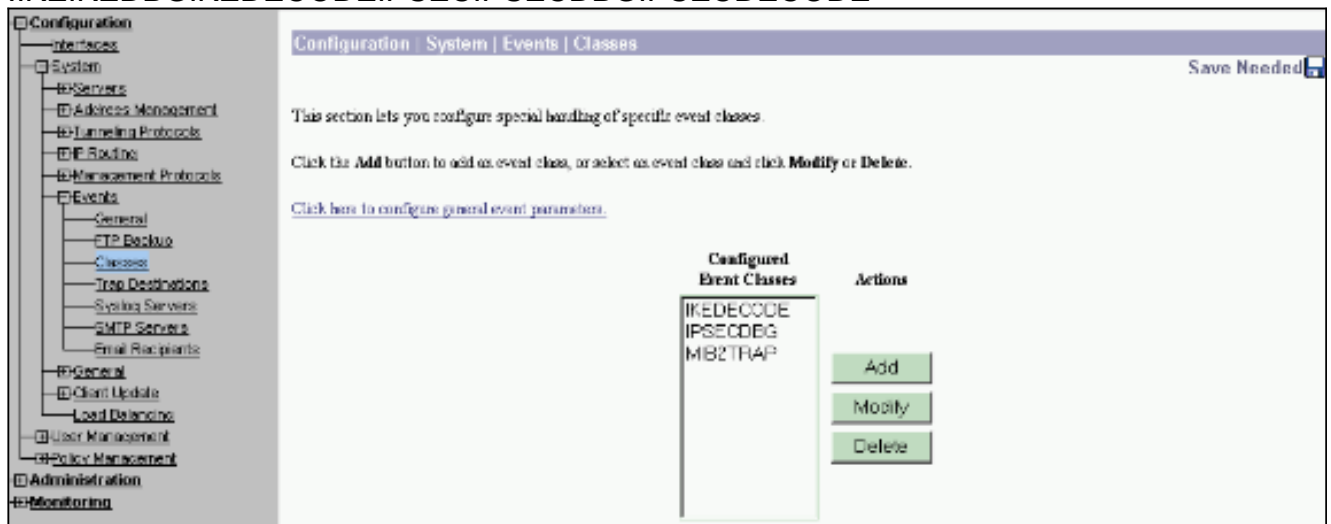 Configuration
Interfaces
System
Servers
Address Management
Tunneling Protocols
IP Routing
Management Protocols
Events
General
FTP Backup
Classes
Trap Destinations
Syslog Servers
SMTP Servers
Email Recipients
General
Client Update
Load Balancing
User Management
Policy Management
Administration
Monitoring
Configuration | System | Events | Classes
Save Needed
This section lets you configure special handling of specific event classes.
Click the Add button to add an event class, or select an event class and click Modify or Delete.
Click here to configure general event parameters.
Configured
Event Classes
Actions
IKEDECODE
IPSECDBG
MIB2TRAP
Add
Modify
Delete